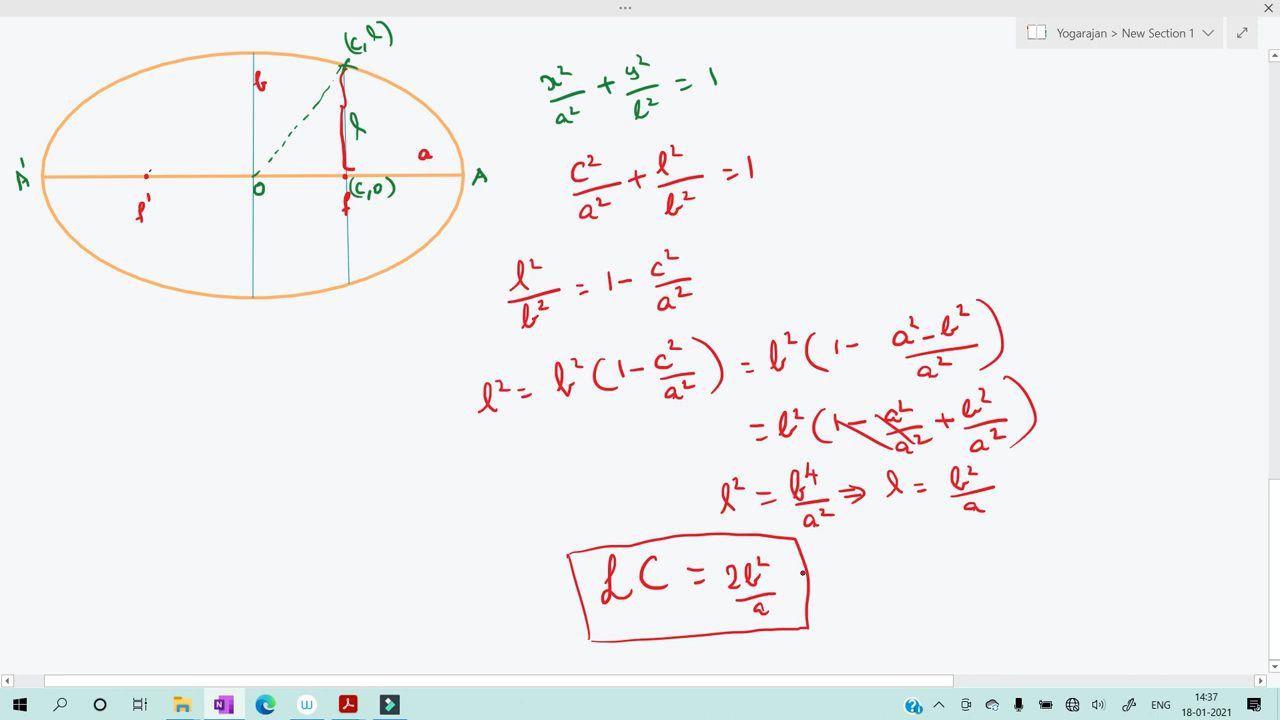 Yogarajan > New Section 1
(c, l)
b
l
a
A'
f'
O
f
(c,0)
A
x²/a² + y²/b² = 1
c²/a² + l²/b² = 1
l²/b² = 1 - c²/a²
l² = b² (1 - c²/a²) = b² (1 - a² - b²/a²)
= b² (1 - a²/a² + b²/a²)
l² = b⁴/a² ⇒ l = b²/a
LC = 2b²/a
ENG
14:37
18-01-2021